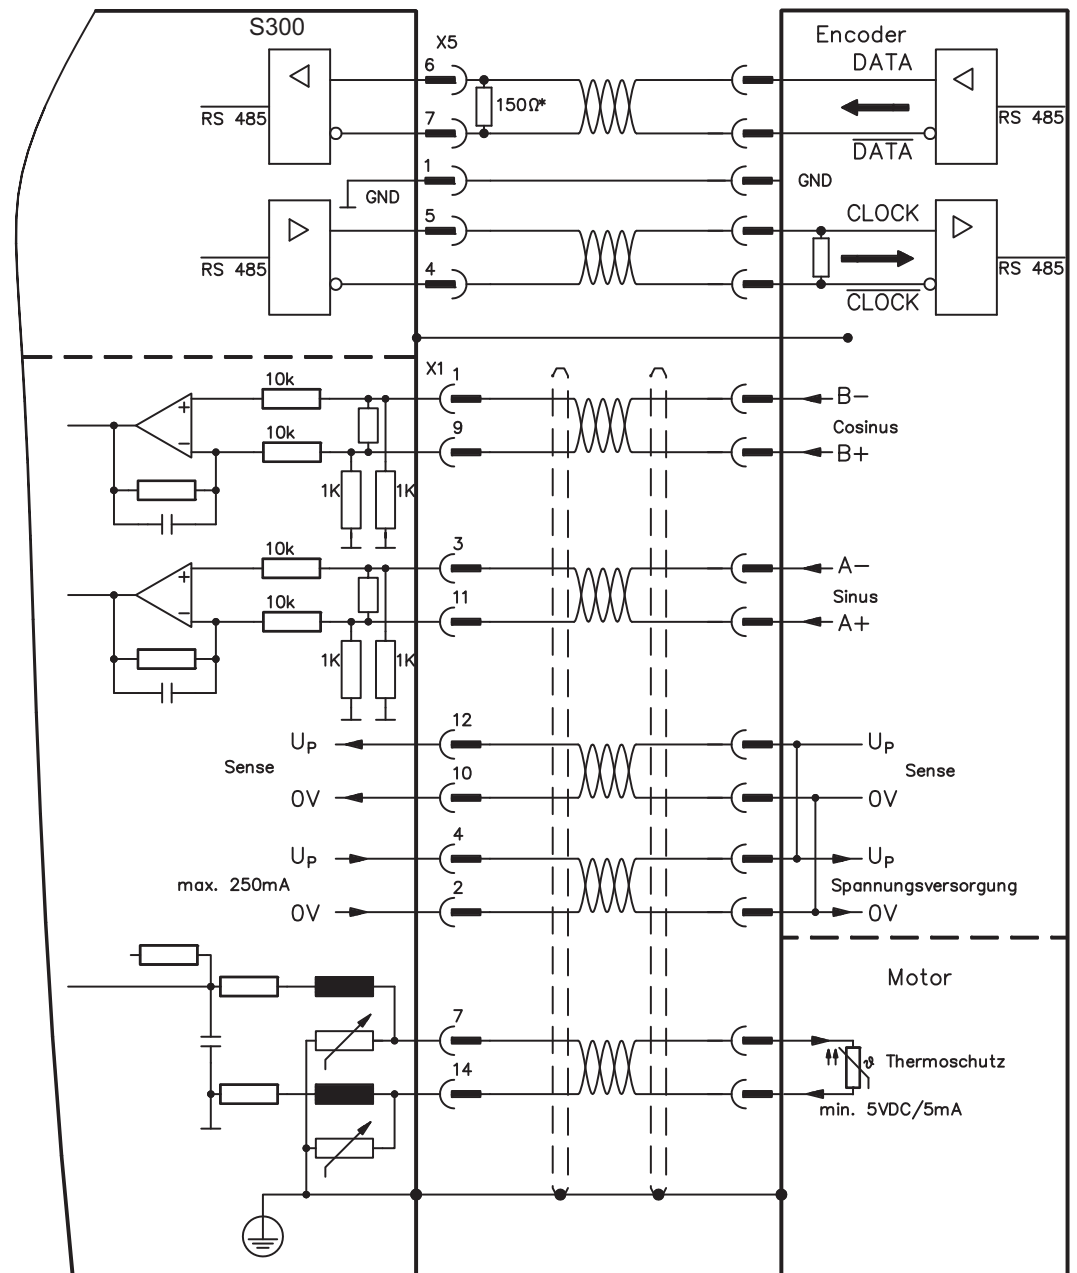 S300
X5
Encoder
6
DATA
150Ω*
RS 485
RS 485
7
DATA
1
GND
GND
5
CLOCK
RS 485
RS 485
4
CLOCK
X1
1
10k
B-
9
Cosinus
10k
B+
1K
1K
3
10k
A-
11
Sinus
10k
A+
1K
1K
12
UP
UP
Sense
10
Sense
0V
0V
4
UP
UP
max. 250mA
2
Spannungsversorgung
0V
0V
Motor
7
ϑ Thermoschutz
14
min. 5VDC/5mA